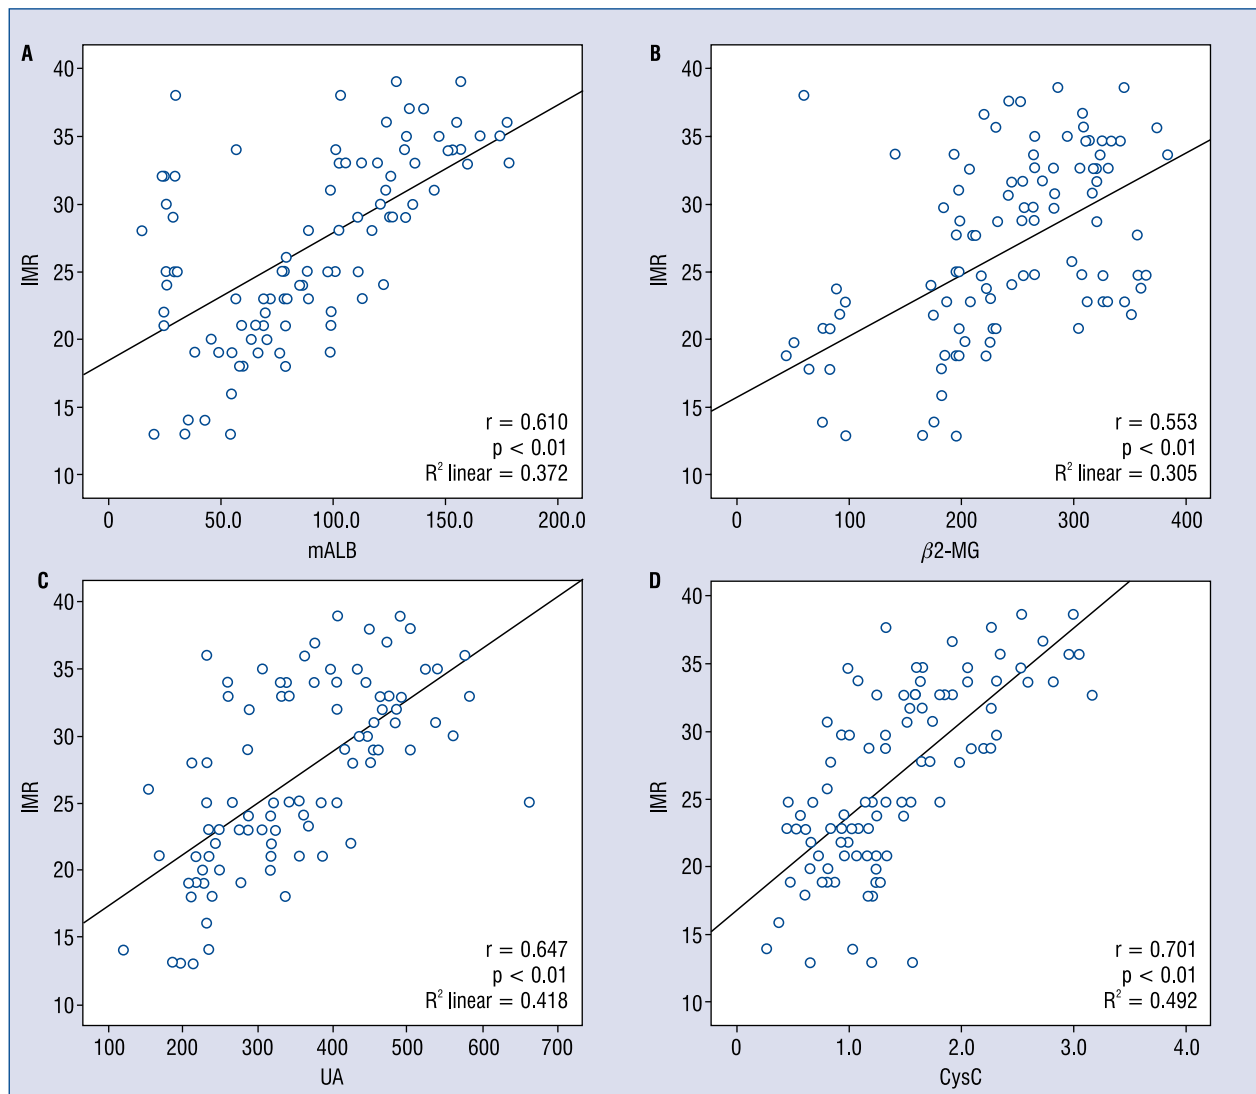 A
IMR
40
35
30
25
20
15
10
r = 0.610
p < 0.01
R² linear = 0.372
0 50.0 100.0 150.0 200.0
mALB
B
IMR
40
35
30
25
20
15
10
r = 0.553
p < 0.01
R² linear = 0.305
0 100 200 300 400
β2-MG
C
IMR
40
35
30
25
20
15
10
r = 0.647
p < 0.01
R² linear = 0.418
100 200 300 400 500 600 700
UA
D
IMR
40
35
30
25
20
15
10
r = 0.701
p < 0.01
R² = 0.492
0 1.0 2.0 3.0 4.0
CysC